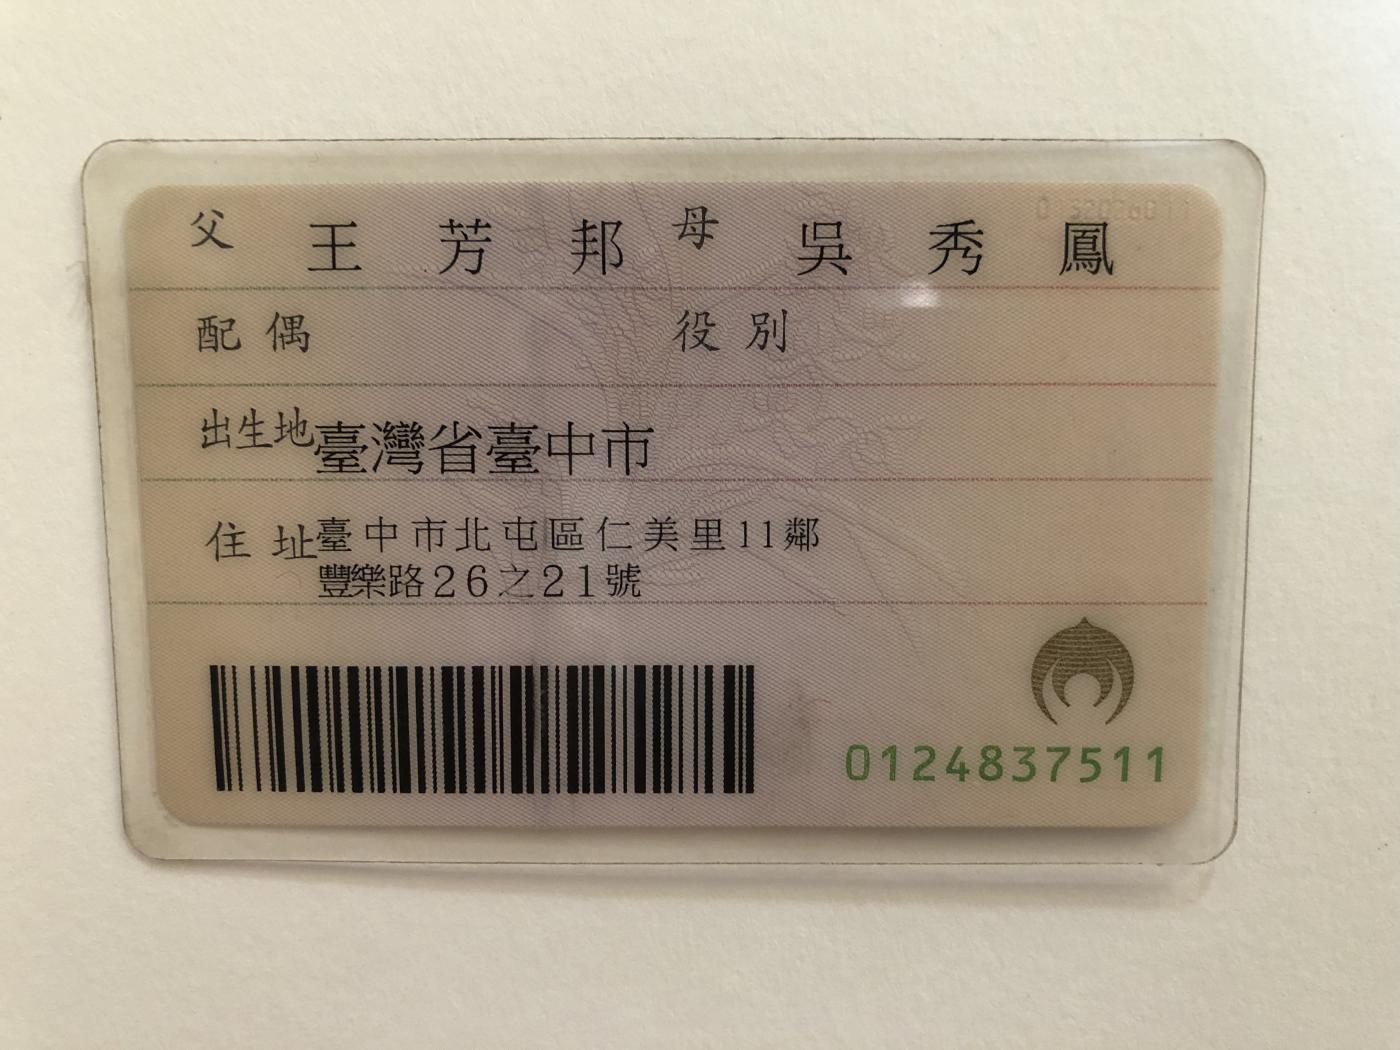 父 王芳邦 母 吳秀鳳
配偶 役別
出生地 臺灣省臺中市
住址 臺中市北屯區仁美里11鄰
豐樂路26之21號
0124837511